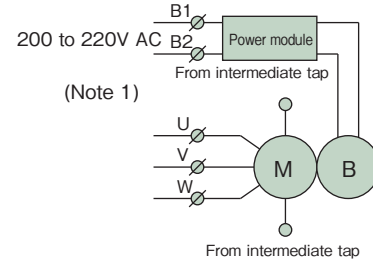 B1
200 to 220V AC B2
Power module
From intermediate tap
(Note 1)
U
V
W
M
B
From intermediate tap